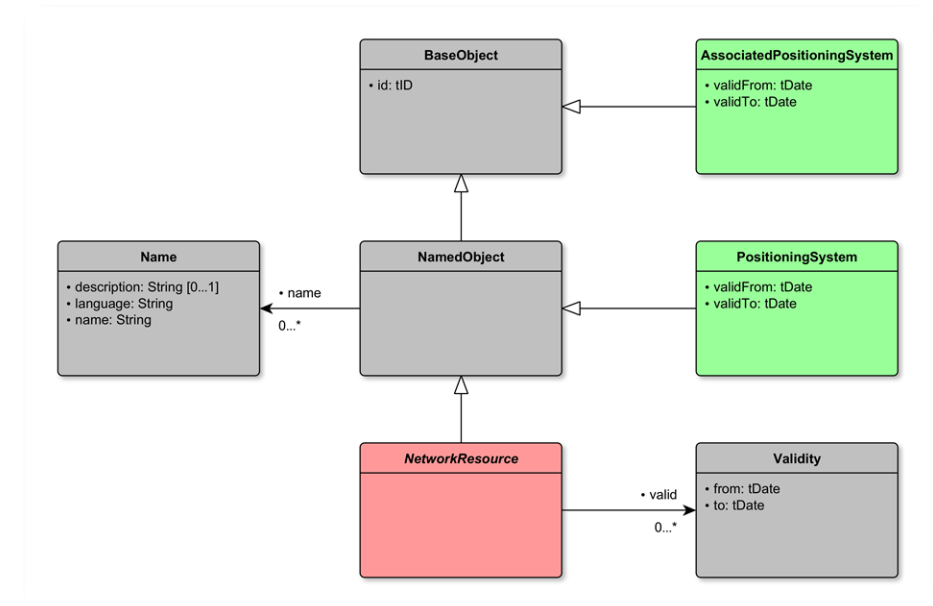 BaseObject
• id: tID
AssociatedPositioningSystem
• validFrom: tDate
• validTo: tDate
Name
• description: String [0...1]
• language: String
• name: String
• name
0...*
NamedObject
PositioningSystem
• validFrom: tDate
• validTo: tDate
NetworkResource
• valid
0...*
Validity
• from: tDate
• to: tDate